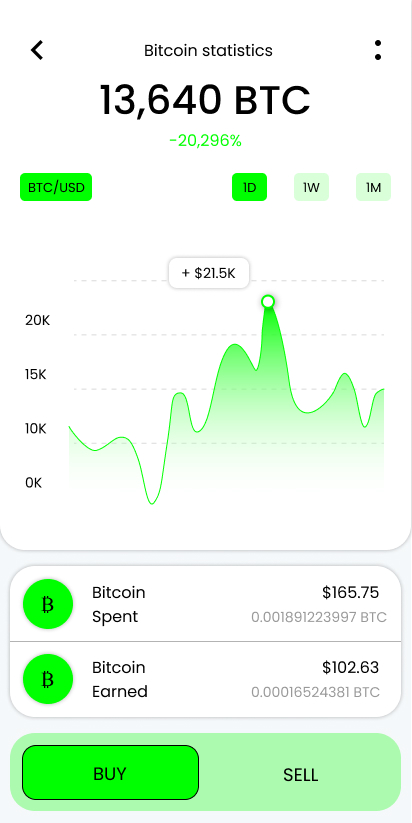 Bitcoin statistics
13,640 BTC
-20,296%
BTC/USD 1D 1W 1M
+ $21.5K
20K
15K
10K
0K
Bitcoin $165.75
Spent 0.001891223997 BTC
Bitcoin $102.63
Earned 0.00016524381 BTC
BUY SELL